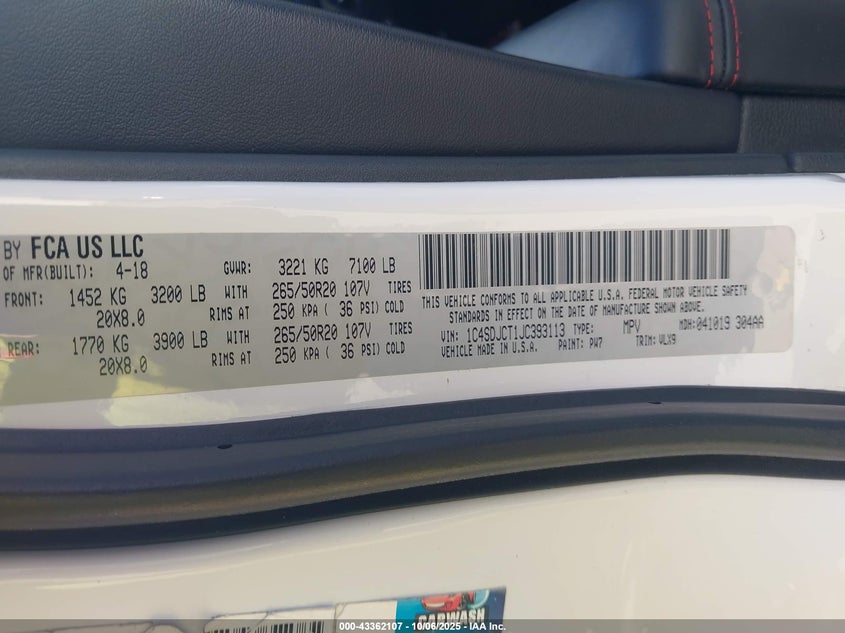 BY FCA US LLC
OF MFR(BUILT): 4-18 GVWR: 3221 KG 7100 LB
FRONT: 1452 KG 3200 LB WITH 265/50R20 107V TIRES
20X8.0 RIMS AT 250 KPA ( 36 PSI) COLD
REAR: 1770 KG 3900 LB WITH 265/50R20 107V TIRES
20X8.0 RIMS AT 250 KPA ( 36 PSI) COLD
THIS VEHICLE CONFORMS TO ALL APPLICABLE U.S.A. FEDERAL MOTOR VEHICLE SAFETY
STANDARDS IN EFFECT ON THE DATE OF MANUFACTURE SHOWN ABOVE.
VIN: 1C4SDJCT1JC393113 TYPE: MPV MDH: 041019 304AA
VEHICLE MADE IN U.S.A. PAINT: PW7 TRIM: VLX9
CARWASH
000-43362107 - 10/06/2025 - IAA Inc.